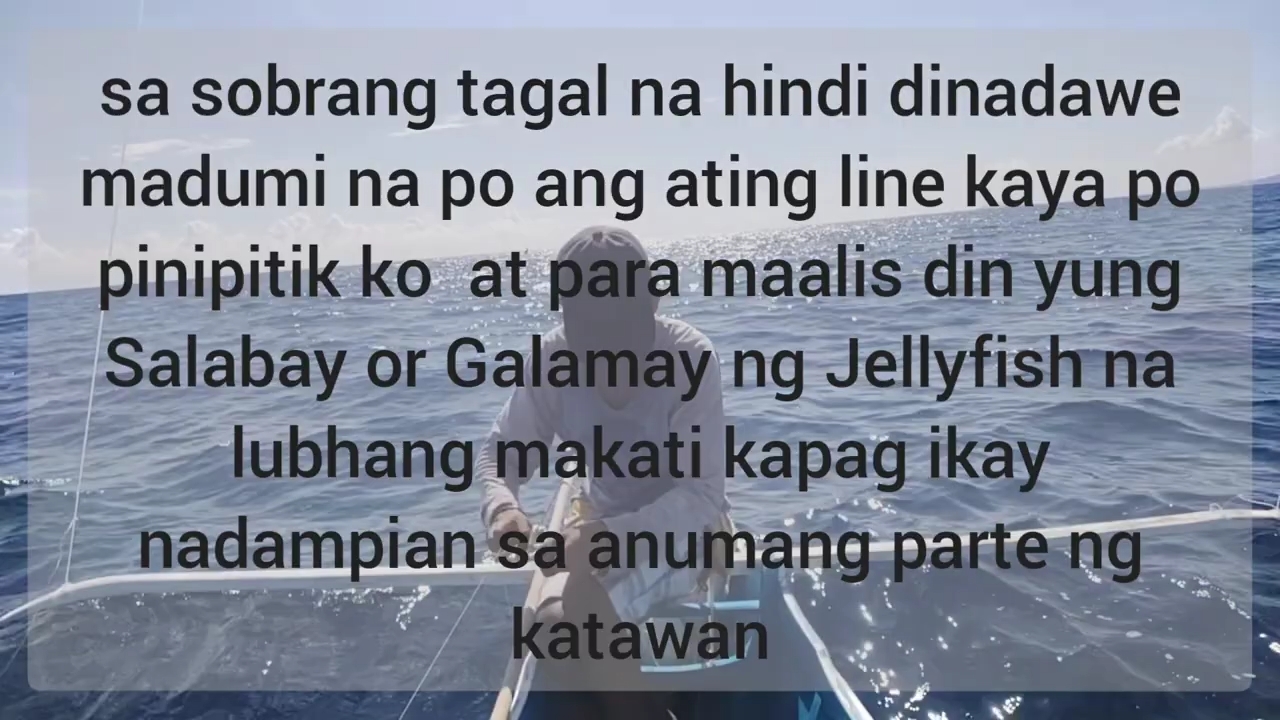 sa sobrang tagal na hindi dinadawe
madumi na po ang ating line kaya po
pinipitik ko at para maalis din yung
Salabay or Galamay ng Jellyfish na
lubhang makati kapag ikay
nadampian sa anumang parte ng
katawan